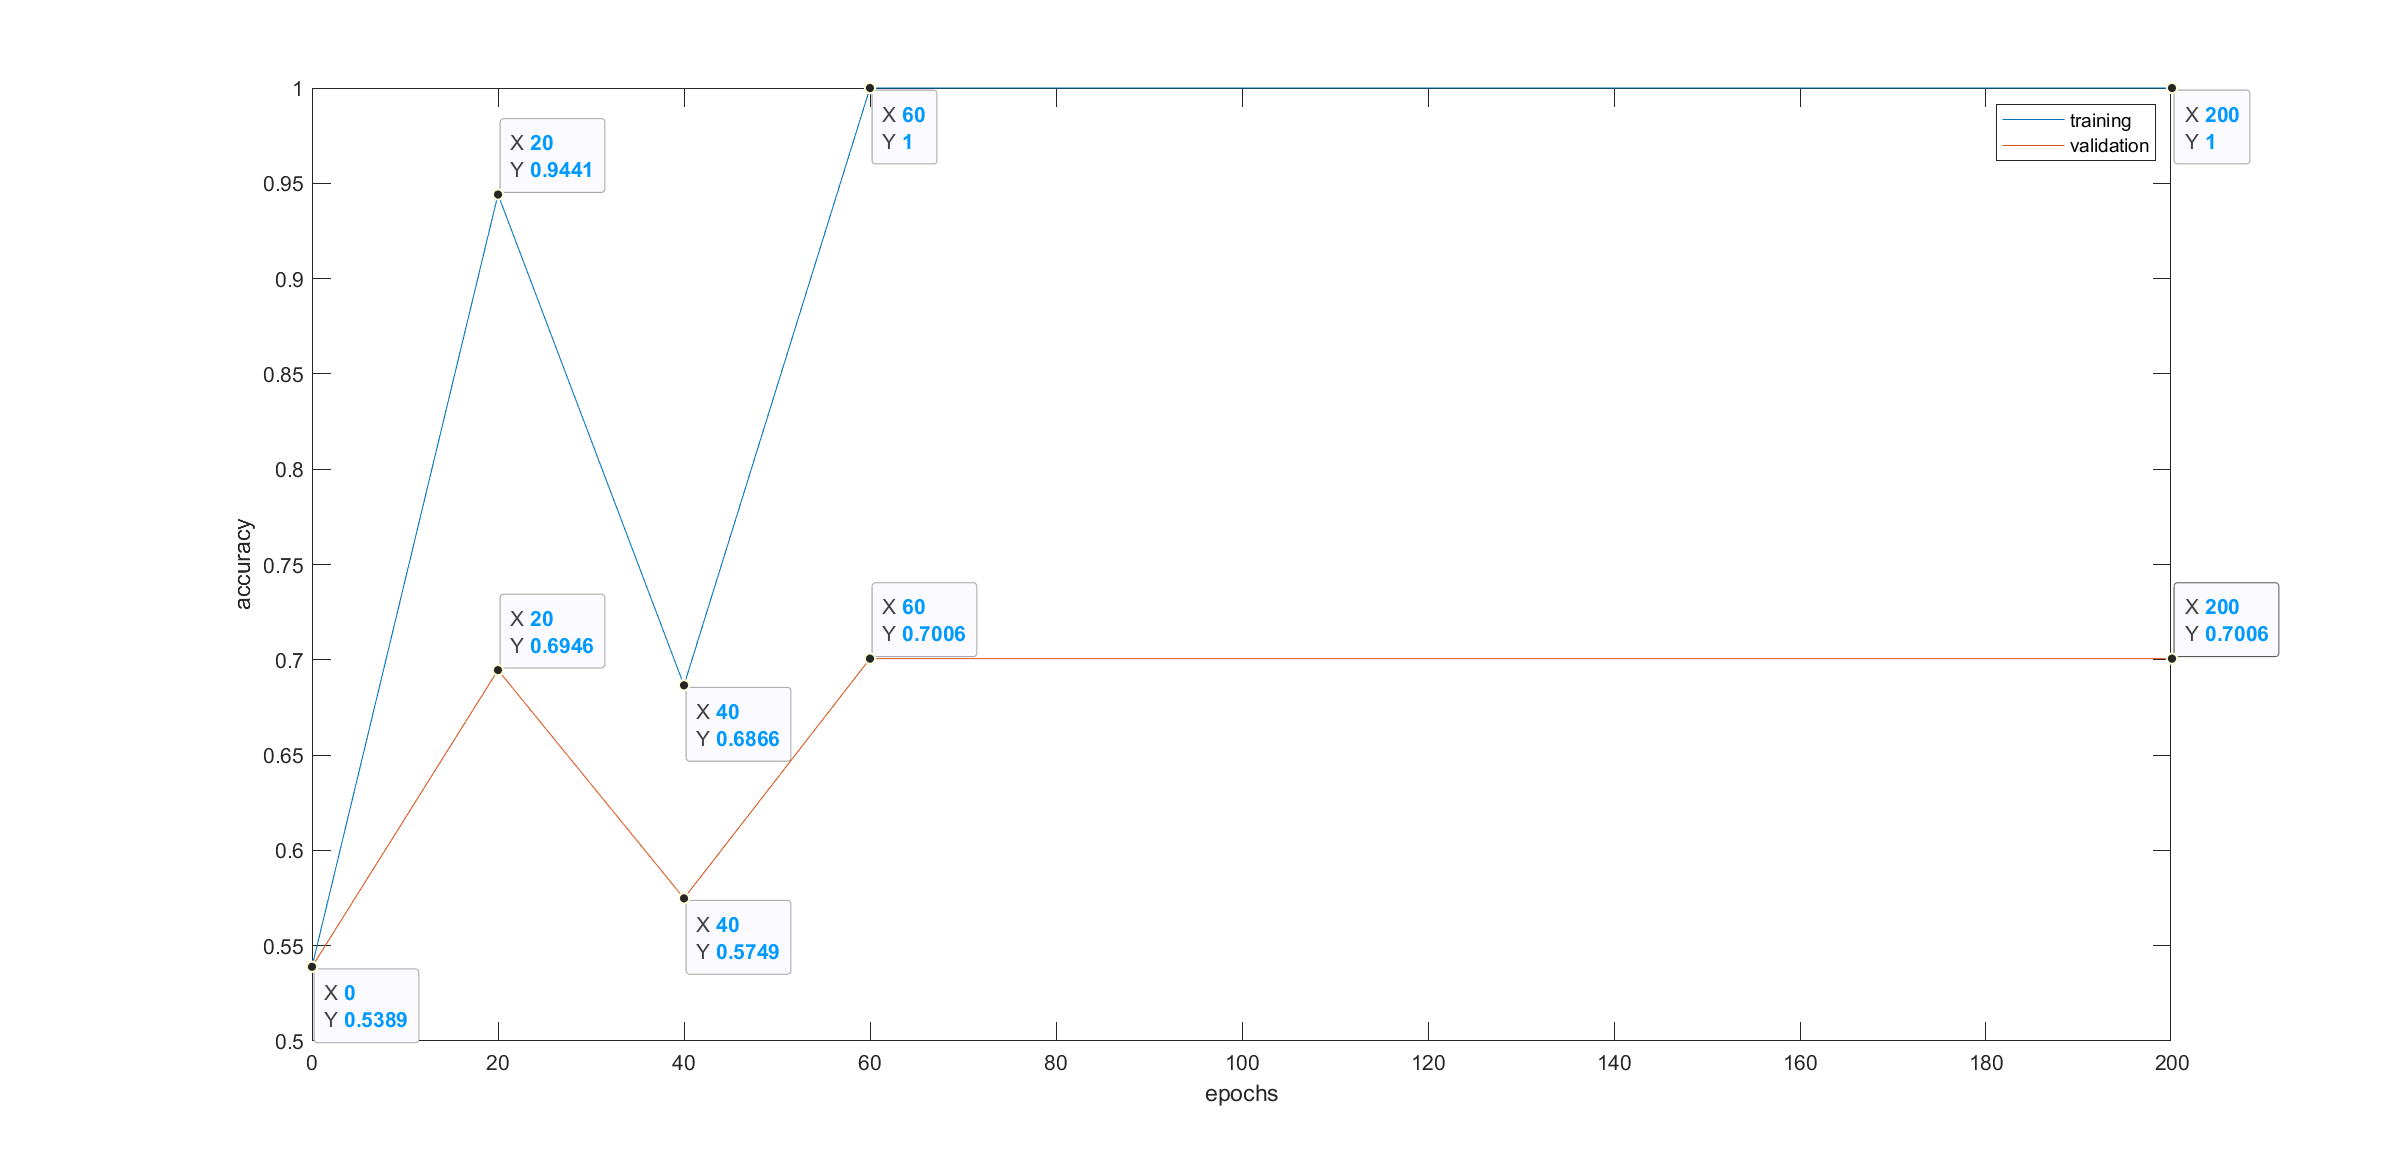 1
0.95
0.9
0.85
0.8
0.75
0.7
0.65
0.6
0.55
0.5
accuracy
X 20
Y 0.9441
X 60
Y 1
training
validation
X 200
Y 1
X 20
Y 0.6946
X 60
Y 0.7006
X 200
Y 0.7006
X 40
Y 0.6866
X 40
Y 0.5749
X 0
Y 0.5389
0 20 40 60 80 100 120 140 160 180 200
epochs